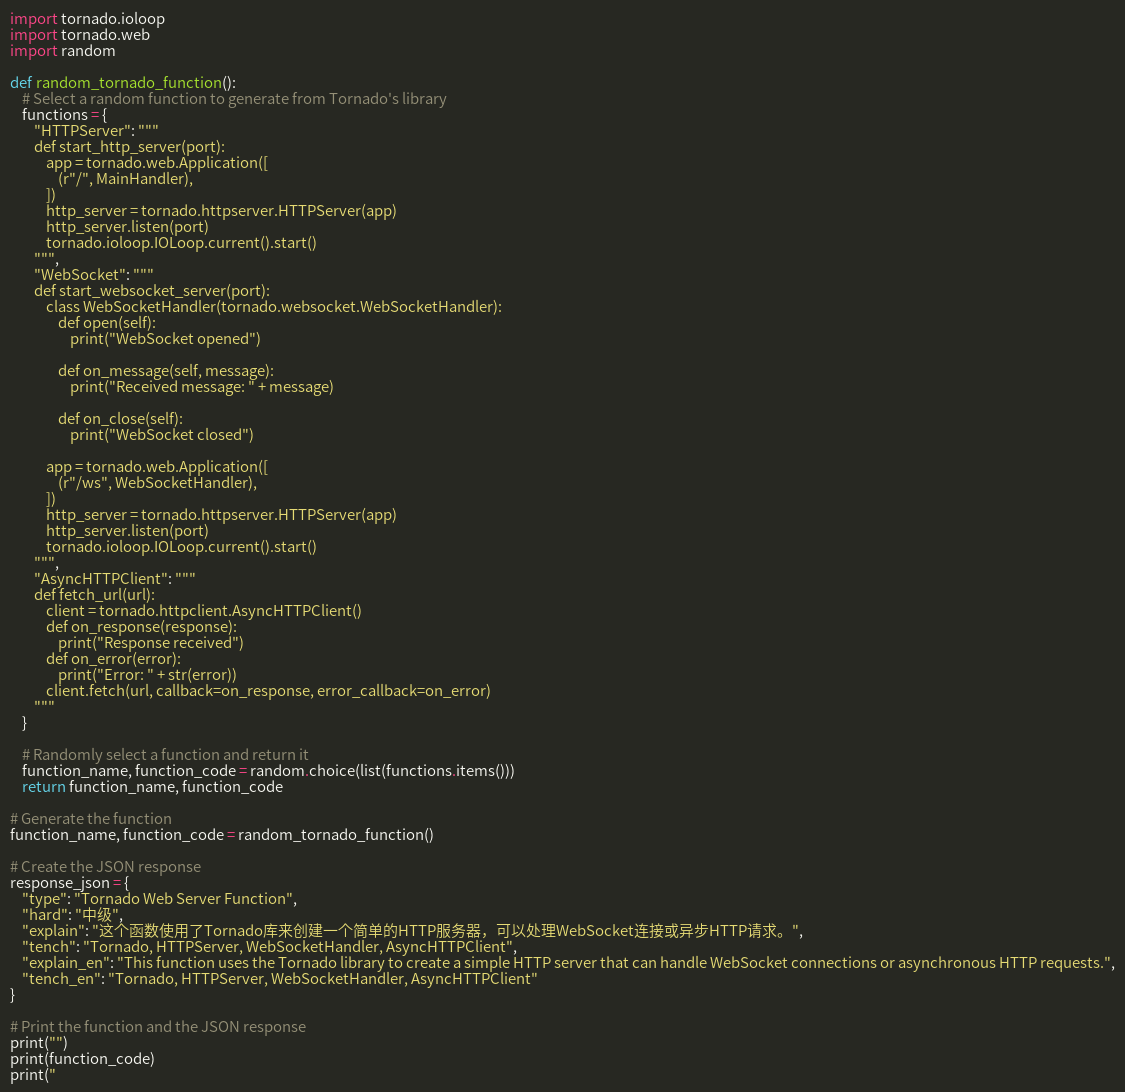 import tornado.ioloop
import tornado.web
import random

def random_tornado_function():
    # Select a random function to generate from Tornado's library
    functions = {
        "HTTPServer": """
        def start_http_server(port):
            app = tornado.web.Application([
                (r"/", MainHandler),
            ])
            http_server = tornado.httpserver.HTTPServer(app)
            http_server.listen(port)
            tornado.ioloop.IOLoop.current().start()
        """,
        "WebSocket": """
        def start_websocket_server(port):
            class WebSocketHandler(tornado.websocket.WebSocketHandler):
                def open(self):
                    print("WebSocket opened")

                def on_message(self, message):
                    print("Received message: " + message)

                def on_close(self):
                    print("WebSocket closed")

            app = tornado.web.Application([
                (r"/ws", WebSocketHandler),
            ])
            http_server = tornado.httpserver.HTTPServer(app)
            http_server.listen(port)
            tornado.ioloop.IOLoop.current().start()
        """,
        "AsyncHTTPClient": """
        def fetch_url(url):
            client = tornado.httpclient.AsyncHTTPClient()
            def on_response(response):
                print("Response received")
            def on_error(error):
                print("Error: " + str(error))
            client.fetch(url, callback=on_response, error_callback=on_error)
        """
    }

    # Randomly select a function and return it
    function_name, function_code = random.choice(list(functions.items()))
    return function_name, function_code

# Generate the function
function_name, function_code = random_tornado_function()

# Create the JSON response
response_json = {
    "type": "Tornado Web Server Function",
    "hard": "中级",
    "explain": "这个函数使用了Tornado库来创建一个简单的HTTP服务器，可以处理WebSocket连接或异步HTTP请求。",
    "tench": "Tornado, HTTPServer, WebSocketHandler, AsyncHTTPClient",
    "explain_en": "This function uses the Tornado library to create a simple HTTP server that can handle WebSocket connections or asynchronous HTTP requests.",
    "tench_en": "Tornado, HTTPServer, WebSocketHandler, AsyncHTTPClient"
}

# Print the function and the JSON response
print("")
print(function_code)
print("